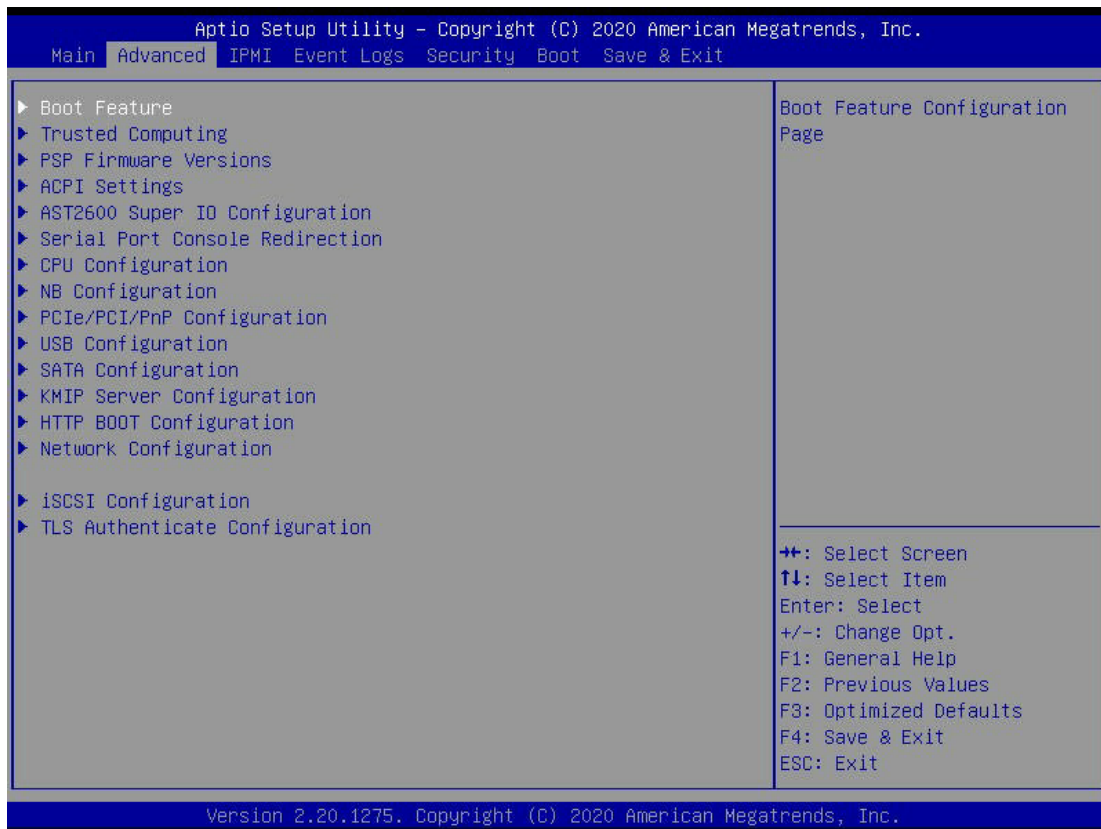 Aptio Setup Utility – Copyright (C) 2020 American Megatrends, Inc.
Main Advanced IPMI Event Logs Security Boot Save & Exit
Boot Feature
Trusted Computing
PSP Firmware Versions
ACPI Settings
AST2600 Super IO Configuration
Serial Port Console Redirection
CPU Configuration
NB Configuration
PCIe/PCI/PnP Configuration
USB Configuration
SATA Configuration
KMIP Server Configuration
HTTP BOOT Configuration
Network Configuration
iSCSI Configuration
TLS Authenticate Configuration
Boot Feature Configuration
Page
→←: Select Screen
↑↓: Select Item
Enter: Select
+/-: Change Opt.
F1: General Help
F2: Previous Values
F3: Optimized Defaults
F4: Save & Exit
ESC: Exit
Version 2.20.1275. Copyright (C) 2020 American Megatrends, Inc.